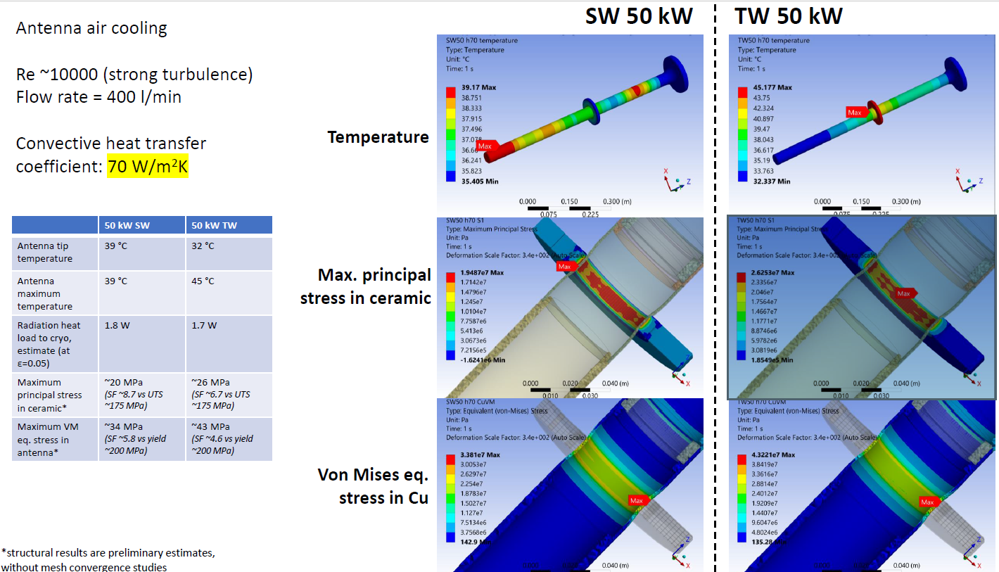 SW 50 kW
TW 50 kW
Antenna air cooling
Re ~10000 (strong turbulence)
Flow rate = 400 l/min
Convective heat transfer
coefficient: 70 W/m²K
50 kW SW
50 kW TW
Antenna tip
temperature
39 °C
32 °C
Antenna
maximum
temperature
39 °C
45 °C
Radiation heat
load to cryo,
estimate (at
ε=0.05)
1.8 W
1.7 W
Maximum
principal stress
in ceramic*
~20 MPa
(SF ~8.7 vs UTS
~175 MPa)
~26 MPa
(SF ~6.7 vs UTS
~175 MPa)
Maximum VM
eq. stress in
antenna*
~34 MPa
(SF ~5.8 vs yield
~200 MPa)
~43 MPa
(SF ~4.6 vs yield
~200 MPa)
*structural results are preliminary estimates,
without mesh convergence studies
Temperature
SW50 h70 temperature
Type: Temperature
Unit: °C
Time: 1 s
39.17 Max
38.751
38.333
37.915
37.496
37.078
36.66
36.241
35.823
35.405 Min
Max
X
Z
0.000
0.150
0.300 (m)
0.075
0.225
TW50 h70 temperature
Type: Temperature
Unit: °C
Time: 1 s
45.177 Max
43.75
42.324
40.897
39.47
38.043
36.617
35.19
33.763
32.337 Min
Max
X
Z
0.000
0.150
0.300 (m)
0.075
0.225
Max. principal
stress in ceramic
SW50 h70 S1
Type: Maximum Principal Stress
Unit: Pa
Time: 1 s
Deformation Scale Factor: 3.4e+002 (Auto Scale)
1.9487e7 Max
1.7142e7
1.4796e7
1.245e7
1.0104e7
7.7587e6
5.413e6
3.0673e6
7.2156e5
-1.6241e6 Min
Max
X
0.000
0.020
0.040 (m)
0.010
0.030
TW50 h70 S1
Type: Maximum Principal Stress
Unit: Pa
Time: 1 s
Deformation Scale Factor: 3.4e+002 (Auto Scale)
2.6253e7 Max
2.3356e7
2.046e7
1.7564e7
1.4667e7
1.1771e7
8.8746e6
5.9782e6
3.0819e6
1.8549e5 Min
Max
X
0.000
0.020
0.040 (m)
0.010
0.030
Von Mises eq.
stress in Cu
SW50 h70 CuVM
Type: Equivalent (von-Mises) Stress
Unit: Pa
Time: 1 s
Deformation Scale Factor: 3.4e+002 (Auto Scale)
3.381e7 Max
3.0053e7
2.6297e7
2.254e7
1.8783e7
1.5027e7
1.127e7
7.5134e6
3.7568e6
142.9 Min
Max
Z
X
0.000
0.020
0.040 (m)
TW50 h70 CuVM
Type: Equivalent (von-Mises) Stress
Unit: Pa
Time: 1 s
Deformation Scale Factor: 3.4e+002 (Auto Scale)
4.3221e7 Max
3.8419e7
3.3616e7
2.8814e7
2.4012e7
1.9209e7
1.4407e7
9.6047e6
4.8024e6
135.28 Min
Max
Z
X
0.000
0.020
0.040 (m)